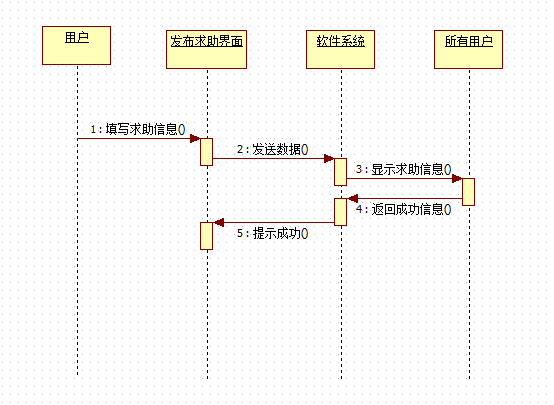 用户
发布求助界面
软件系统
所有用户
1 : 填写求助信息()
2 : 发送数据()
3 : 显示求助信息()
4 : 返回成功信息()
5 : 提示成功()